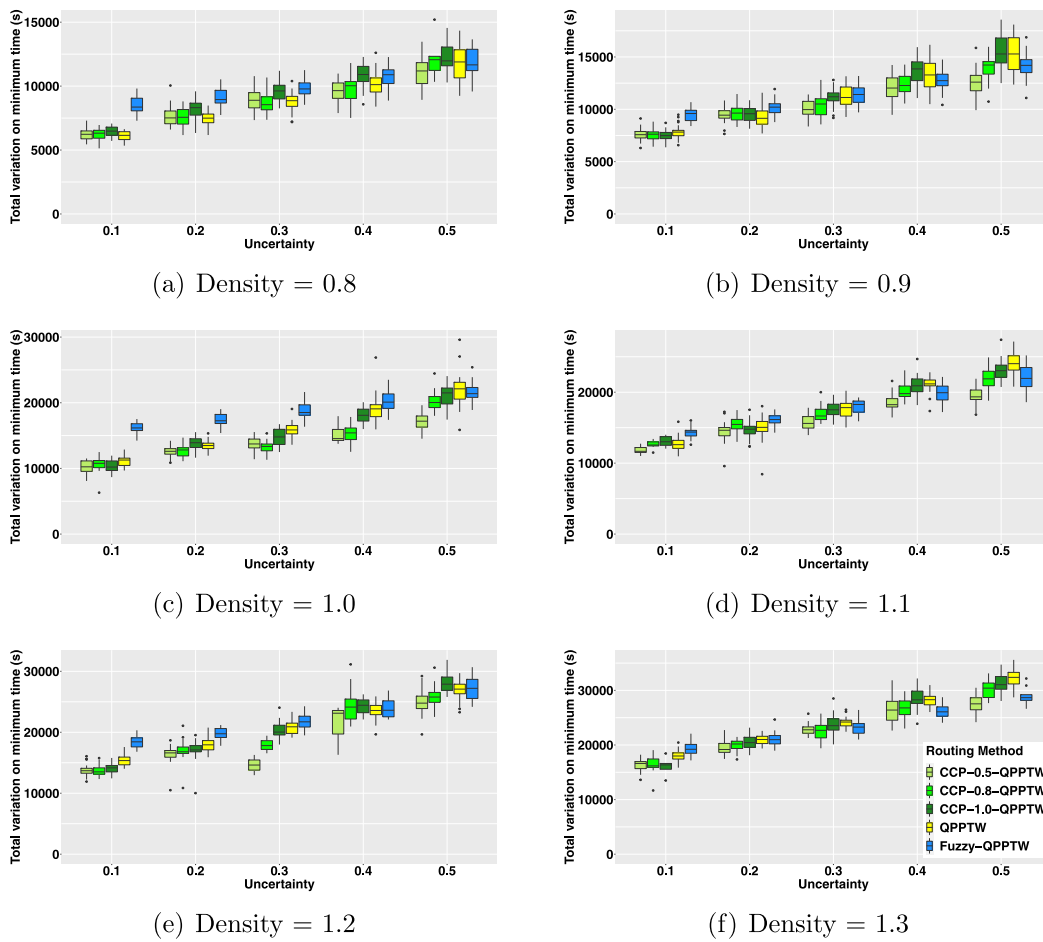 Total variation on minimum time (s)
15000
10000
5000
0
0.1 0.2 0.3 0.4 0.5
Uncertainty
(a) Density = 0.8
Total variation on minimum time (s)
15000
10000
5000
0
0.1 0.2 0.3 0.4 0.5
Uncertainty
(b) Density = 0.9
Total variation on minimum time (s)
30000
20000
10000
0
0.1 0.2 0.3 0.4 0.5
Uncertainty
(c) Density = 1.0
Total variation on minimum time (s)
20000
10000
0
0.1 0.2 0.3 0.4 0.5
Uncertainty
(d) Density = 1.1
Total variation on minimum time (s)
30000
20000
10000
0
0.1 0.2 0.3 0.4 0.5
Uncertainty
(e) Density = 1.2
Total variation on minimum time (s)
30000
20000
10000
0
0.1 0.2 0.3 0.4 0.5
Uncertainty
Routing Method
CCP−0.5−QPPTW
CCP−0.8−QPPTW
CCP−1.0−QPPTW
QPPTW
Fuzzy−QPPTW
(f) Density = 1.3